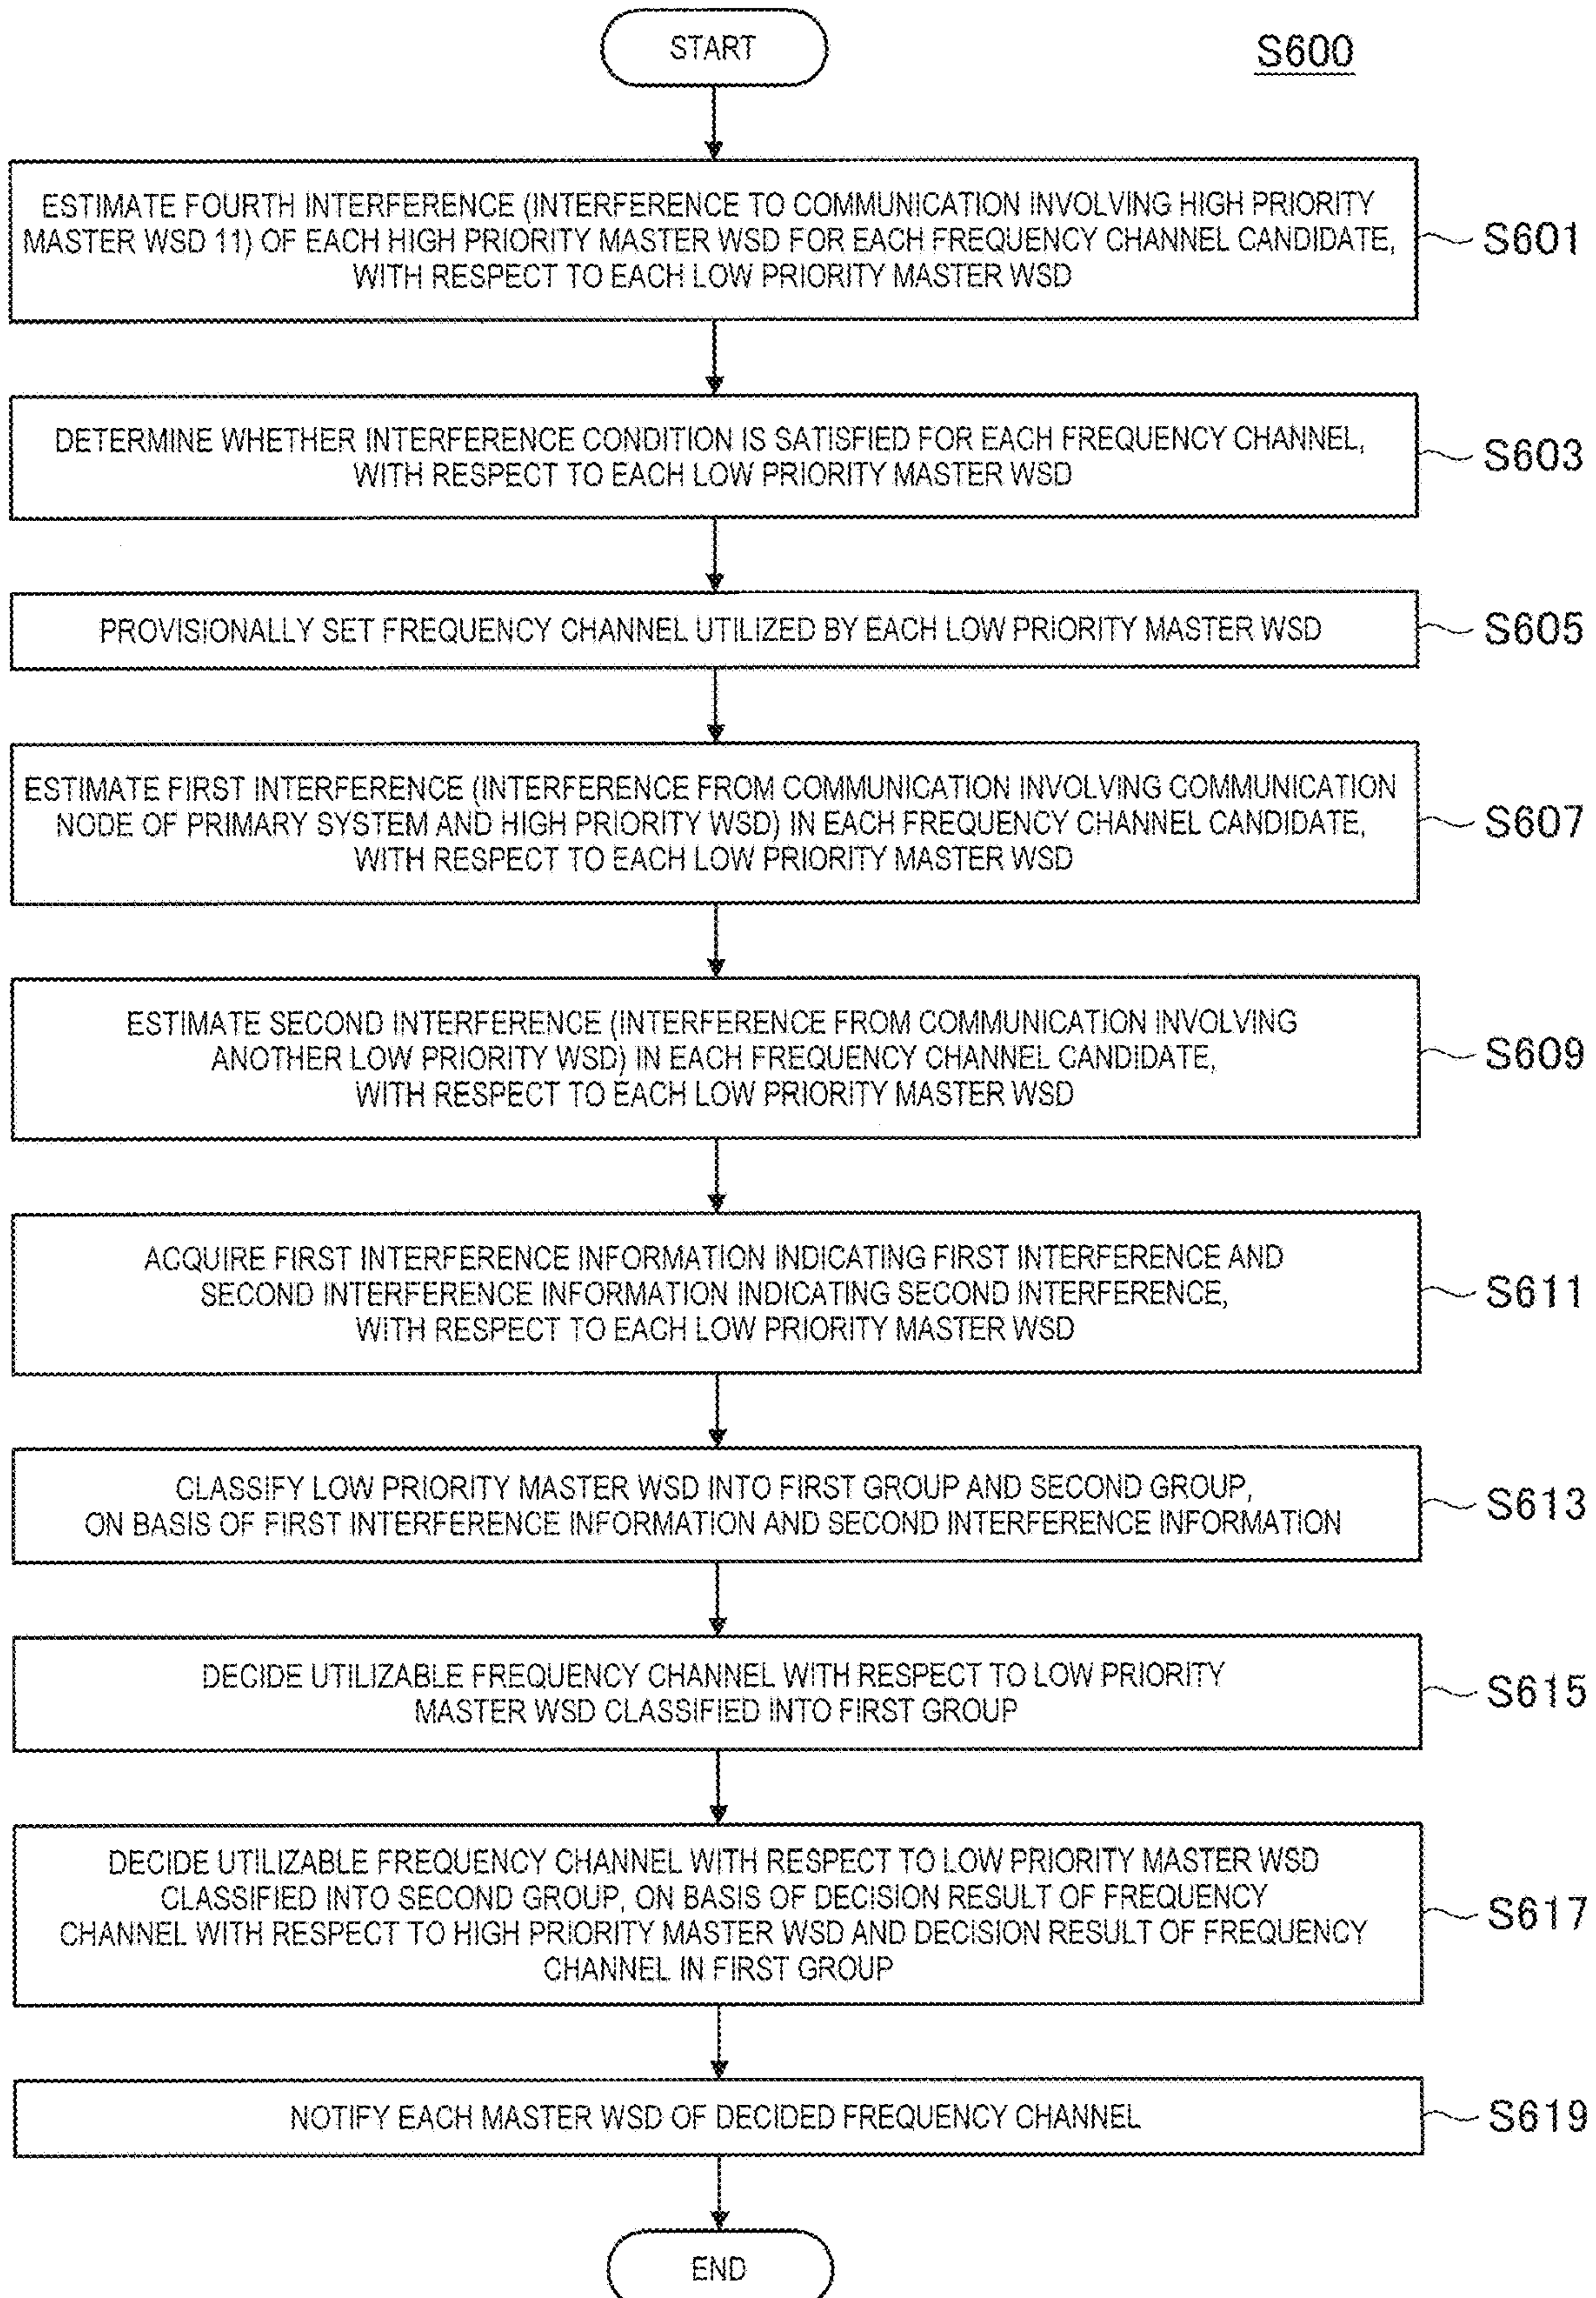 START
S600
ESTIMATE FOURTH INTERFERENCE (INTERFERENCE TO COMMUNICATION INVOLVING HIGH PRIORITY
MASTER WSD 11) OF EACH HIGH PRIORITY MASTER WSD FOR EACH FREQUENCY CHANNEL CANDIDATE,
WITH RESPECT TO EACH LOW PRIORITY MASTER WSD
S601
DETERMINE WHETHER INTERFERENCE CONDITION IS SATISFIED FOR EACH FREQUENCY CHANNEL,
WITH RESPECT TO EACH LOW PRIORITY MASTER WSD
S603
PROVISIONALLY SET FREQUENCY CHANNEL UTILIZED BY EACH LOW PRIORITY MASTER WSD
S605
ESTIMATE FIRST INTERFERENCE (INTERFERENCE FROM COMMUNICATION INVOLVING COMMUNICATION
NODE OF PRIMARY SYSTEM AND HIGH PRIORITY WSD) IN EACH FREQUENCY CHANNEL CANDIDATE,
WITH RESPECT TO EACH LOW PRIORITY MASTER WSD
S607
ESTIMATE SECOND INTERFERENCE (INTERFERENCE FROM COMMUNICATION INVOLVING
ANOTHER LOW PRIORITY WSD) IN EACH FREQUENCY CHANNEL CANDIDATE,
WITH RESPECT TO EACH LOW PRIORITY MASTER WSD
S609
ACQUIRE FIRST INTERFERENCE INFORMATION INDICATING FIRST INTERFERENCE AND
SECOND INTERFERENCE INFORMATION INDICATING SECOND INTERFERENCE,
WITH RESPECT TO EACH LOW PRIORITY MASTER WSD
S611
CLASSIFY LOW PRIORITY MASTER WSD INTO FIRST GROUP AND SECOND GROUP,
ON BASIS OF FIRST INTERFERENCE INFORMATION AND SECOND INTERFERENCE INFORMATION
S613
DECIDE UTILIZABLE FREQUENCY CHANNEL WITH RESPECT TO LOW PRIORITY
MASTER WSD CLASSIFIED INTO FIRST GROUP
S615
DECIDE UTILIZABLE FREQUENCY CHANNEL WITH RESPECT TO LOW PRIORITY MASTER WSD
CLASSIFIED INTO SECOND GROUP, ON BASIS OF DECISION RESULT OF FREQUENCY
CHANNEL WITH RESPECT TO HIGH PRIORITY MASTER WSD AND DECISION RESULT OF FREQUENCY
CHANNEL IN FIRST GROUP
S617
NOTIFY EACH MASTER WSD OF DECIDED FREQUENCY CHANNEL
S619
END